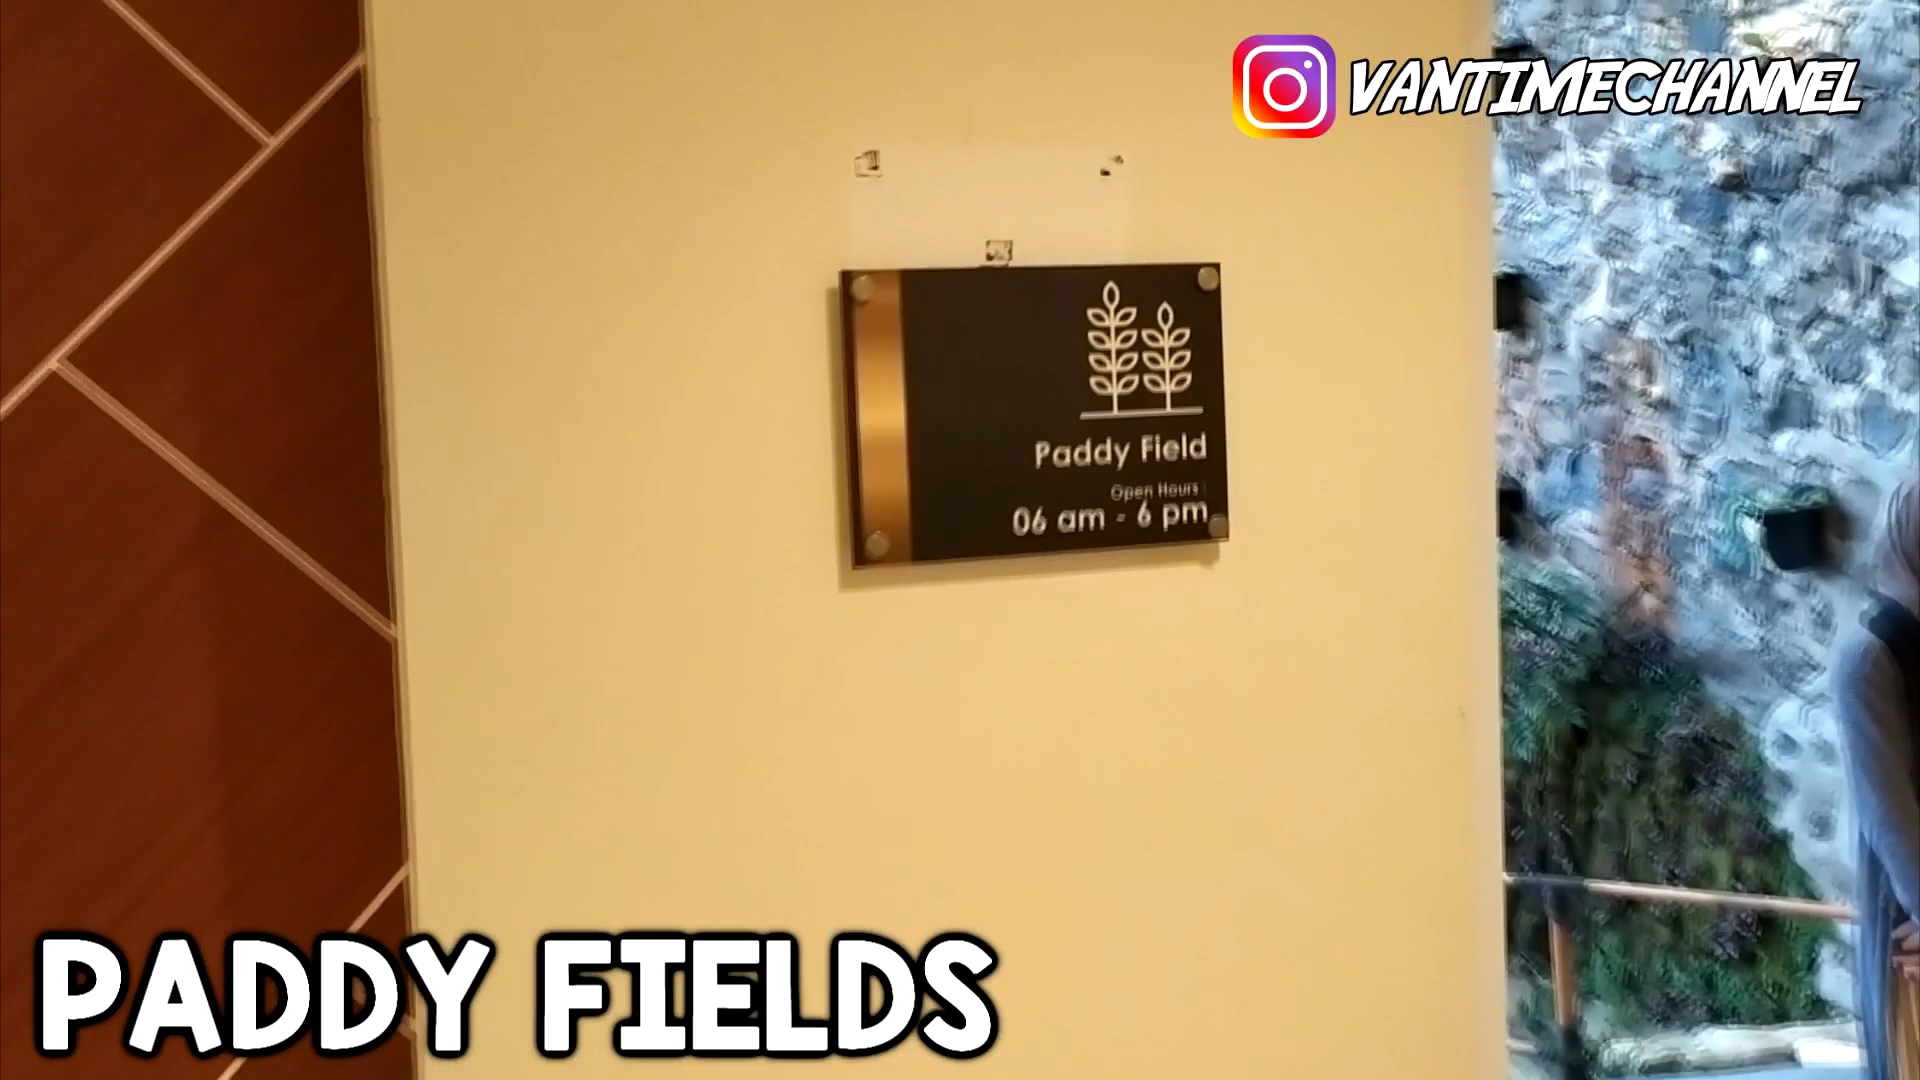 VANTIMECHANNEL
Paddy Field
Open Hours :
06 am - 6 pm
PADDY FIELDS